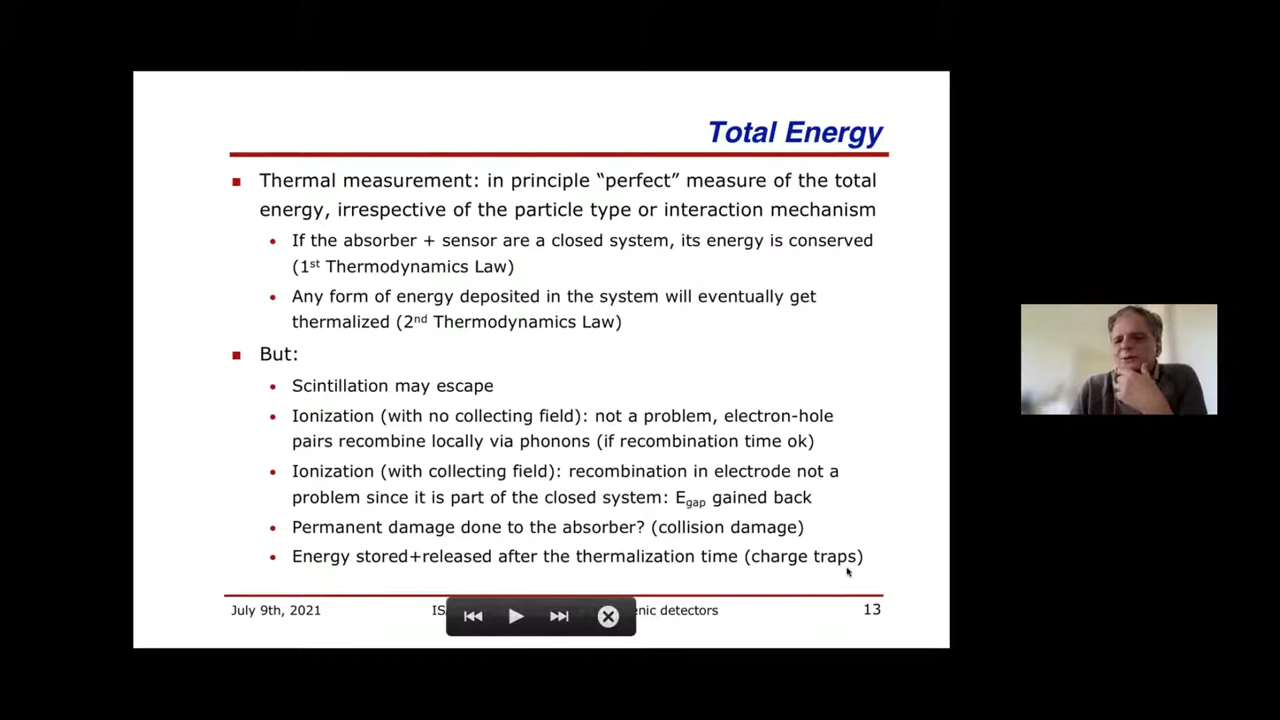 Total Energy
Thermal measurement: in principle “perfect” measure of the total
energy, irrespective of the particle type or interaction mechanism
If the absorber + sensor are a closed system, its energy is conserved
(1st Thermodynamics Law)
Any form of energy deposited in the system will eventually get
thermalized (2nd Thermodynamics Law)
But:
Scintillation may escape
Ionization (with no collecting field): not a problem, electron-hole
pairs recombine locally via phonons (if recombination time ok)
Ionization (with collecting field): recombination in electrode not a
problem since it is part of the closed system: Egap gained back
Permanent damage done to the absorber? (collision damage)
Energy stored+released after the thermalization time (charge traps)
July 9th, 2021 detectors 13